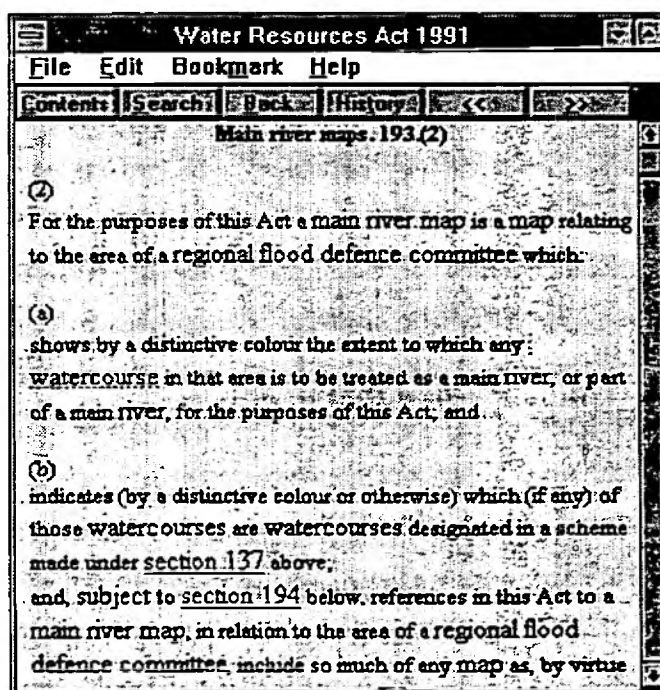 Water Resources Act 1991
File Edit Bookmark Help
Contents Search Back History << >>
Main river maps. 193.(2)
(2)
For the purposes of this Act a main river map is a map relating
to the area of a regional flood defence committee which:
(a)
shows by a distinctive colour the extent to which any
watercourse in that area is to be treated as a main river, or part
of a main river, for the purposes of this Act; and
(b)
indicates (by a distinctive colour or otherwise) which (if any) of
those watercourses are watercourses designated in a scheme
made under section 137 above;
and, subject to section 194 below, references in this Act to a
main river map, in relation to the area of a regional flood
defence committee, include so much of any map as, by virtue